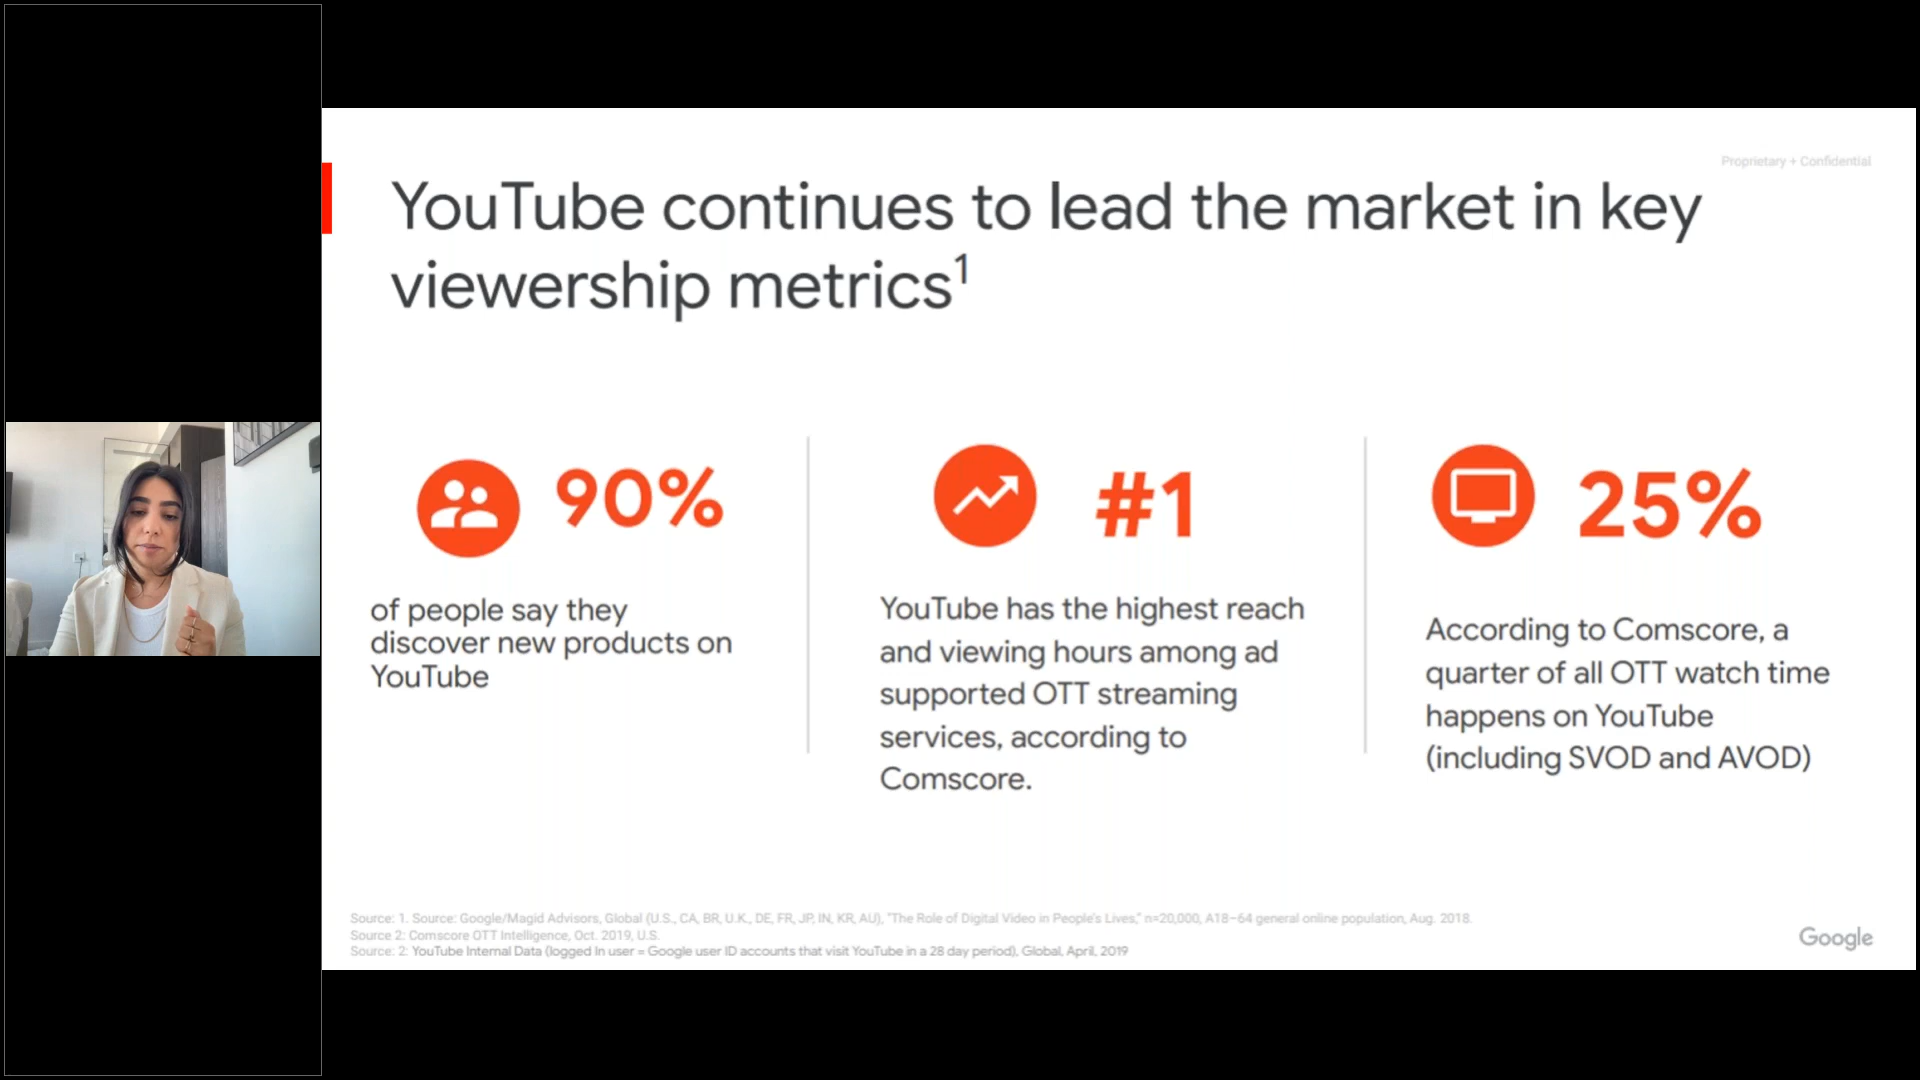 Proprietary + Confidential
YouTube continues to lead the market in key
viewership metrics¹
90%
of people say they
discover new products on
YouTube
#1
YouTube has the highest reach
and viewing hours among ad
supported OTT streaming
services, according to
Comscore.
25%
According to Comscore, a
quarter of all OTT watch time
happens on YouTube
(including SVOD and AVOD)
Source: 1. Source: Google/Magid Advisors, Global (U.S., CA, BR, U.K., DE, FR, JP, IN, KR, AU), "The Role of Digital Video in People's Lives," n=20,000, A18–64 general online population, Aug. 2018.
Source 2: Comscore OTT Intelligence, Oct. 2019, U.S.
Source: 2: YouTube Internal Data (logged In user = Google user ID accounts that visit YouTube in a 28 day period), Global, April, 2019
Google